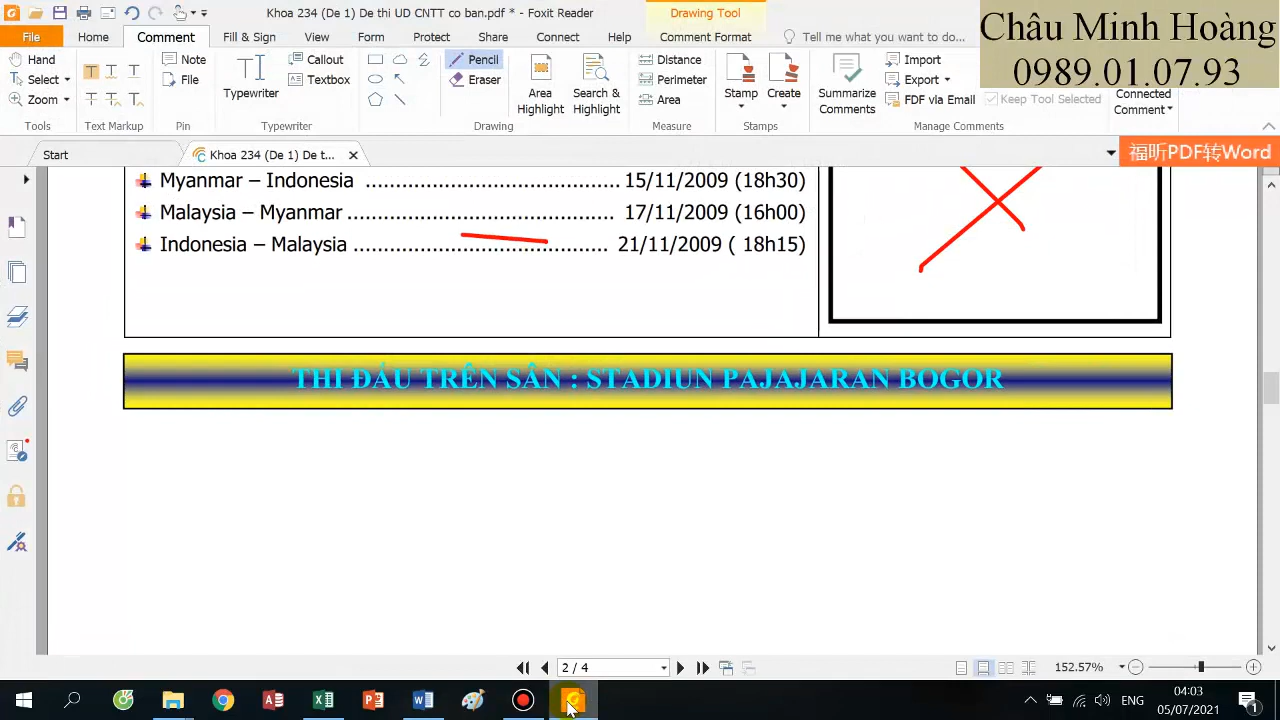 Khoa 234 (De 1) De thi UD CNTT co ban.pdf * - Foxit Reader
Drawing Tool
Châu Minh Hoàng
0989.01.07.93
File Home Comment Fill & Sign View Form Protect Share Connect Help Comment Format Tell me what you want to do...
Hand
Select
Zoom
Tools
Text Markup
Note
File
Pin
Typewriter
Callout
Textbox
Typewriter
Pencil
Eraser
Area Highlight
Search & Highlight
Drawing
Distance
Perimeter
Area
Measure
Stamp
Create
Stamps
Summarize Comments
Import
Export
FDF via Email
Keep Tool Selected
Connected Comment
Manage Comments
Start
Khoa 234 (De 1) De t...
福昕PDF转Word
Myanmar – Indonesia ................................... 15/11/2009 (18h30)
Malaysia – Myanmar ..................................... 17/11/2009 (16h00)
Indonesia – Malaysia ................................... 21/11/2009 ( 18h15)
THI ĐẤU TRÊN SÂN : STADIUN PAJAJARAN BOGOR
2 / 4
152.57%
ENG
04:03
05/07/2021